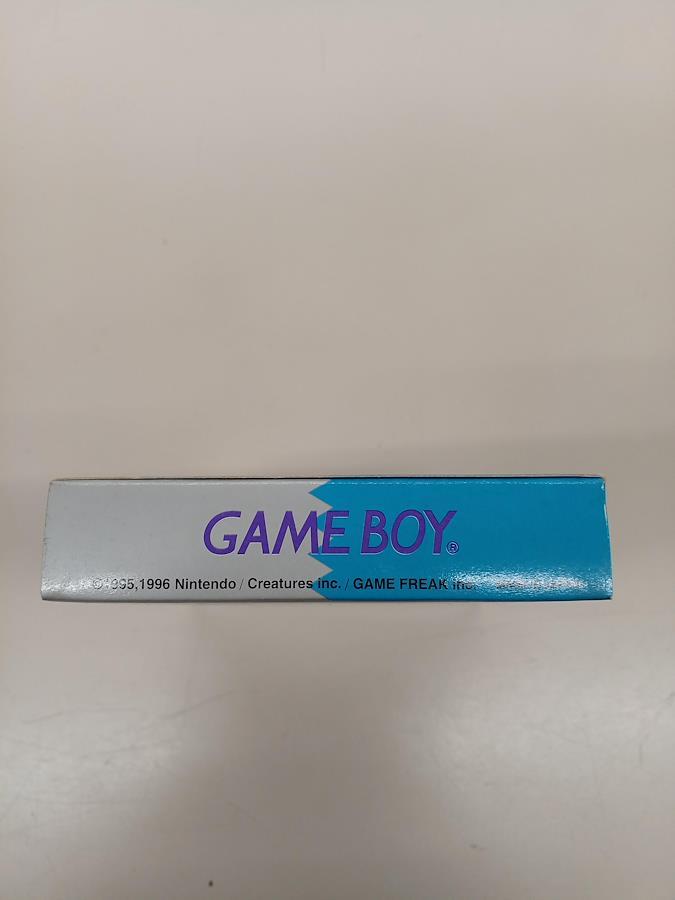 GAME BOY®
©1995,1996 Nintendo / Creatures inc. / GAME FREAK inc.